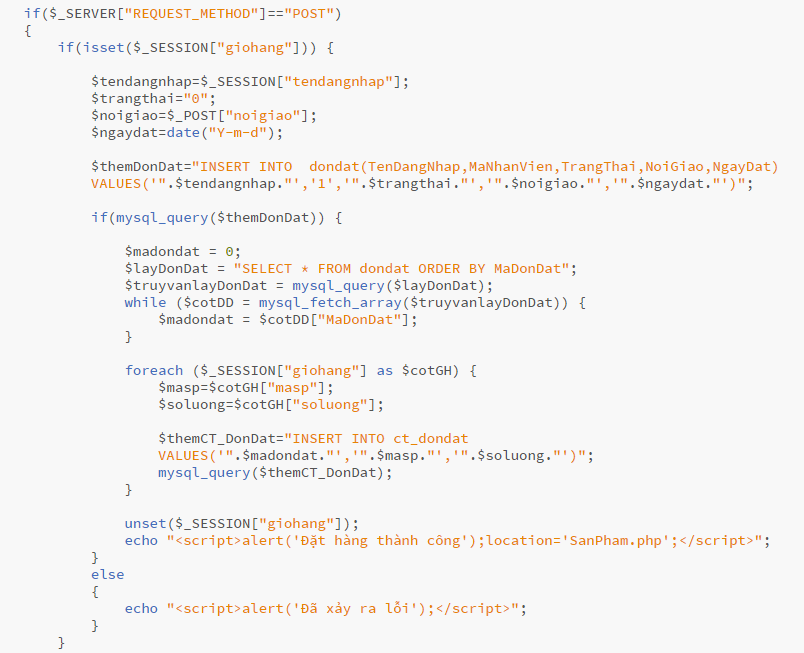 if($_SERVER["REQUEST_METHOD"]=="POST")
{
if(isset($_SESSION["giohang"])) {
$tendangnhap=$_SESSION["tendangnhap"];
$trangthai="0";
$noigiao=$_POST["noigiao"];
$ngaydat=date("Y-m-d");
$themDonDat="INSERT INTO  dondat(TenDangNhap,MaNhanVien,TrangThai,NoiGiao,NgayDat)
VALUES('".$tendangnhap."','1','".$trangthai."','".$noigiao."','".$ngaydat."')";
if(mysql_query($themDonDat)) {
$madondat = 0;
$layDonDat = "SELECT * FROM dondat ORDER BY MaDonDat";
$truyvanlayDonDat = mysql_query($layDonDat);
while ($cotDD = mysql_fetch_array($truyvanlayDonDat)) {
$madondat = $cotDD["MaDonDat"];
}
foreach ($_SESSION["giohang"] as $cotGH) {
$masp=$cotGH["masp"];
$soluong=$cotGH["soluong"];
$themCT_DonDat="INSERT INTO ct_dondat
VALUES('".$madondat."','".$masp."','".$soluong."')";
mysql_query($themCT_DonDat);
}
unset($_SESSION["giohang"]);
echo "<script>alert('Đặt hàng thành công');location='SanPham.php';</script>";
}
else
{
echo "<script>alert('Đã xảy ra lỗi');</script>";
}
}